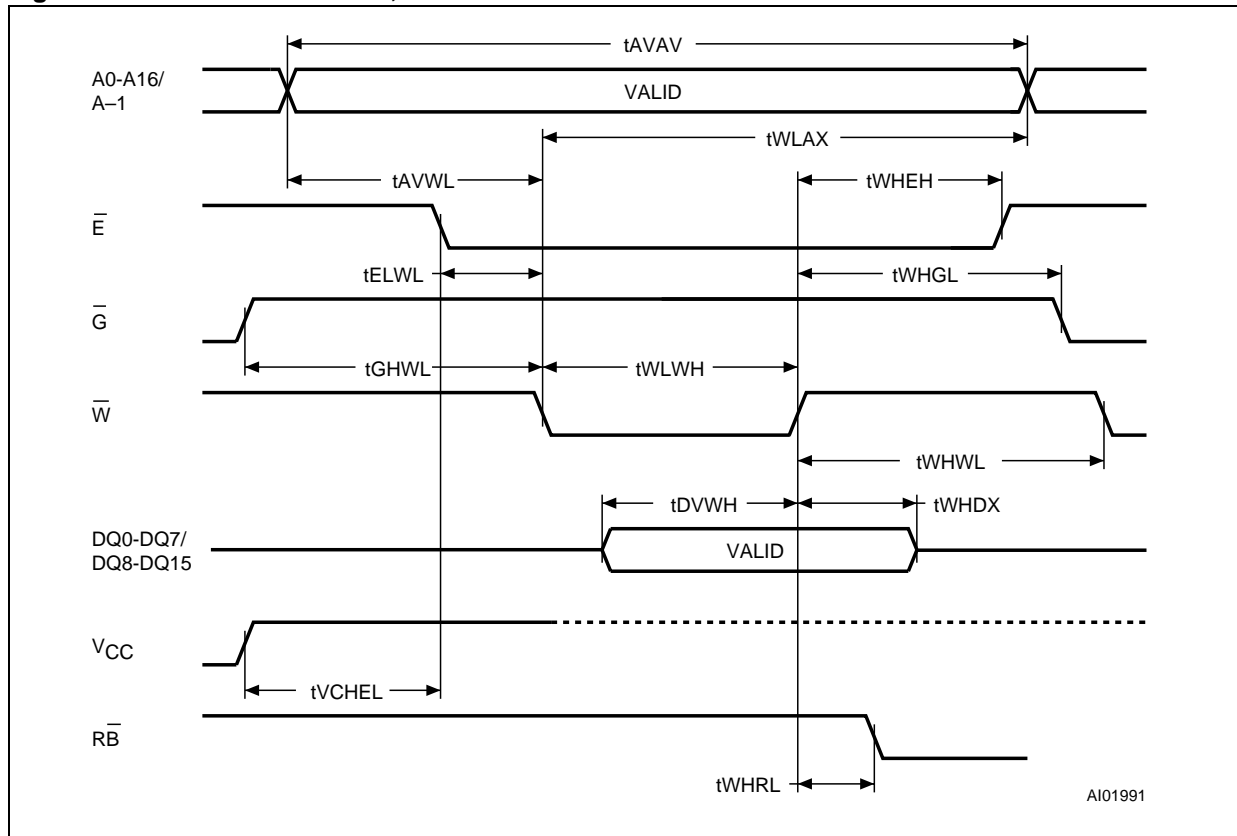 tAVAV
A0-A16/
A–1
VALID
tWLAX
tAVWL
tWHEH
E̅
tELWL
tWHGL
G̅
tGHWL
tWLWH
W̅
tWHWL
tDVWH
tWHDX
DQ0-DQ7/
DQ8-DQ15
VALID
VCC
tVCHEL
RB̅
tWHRL
AI01991